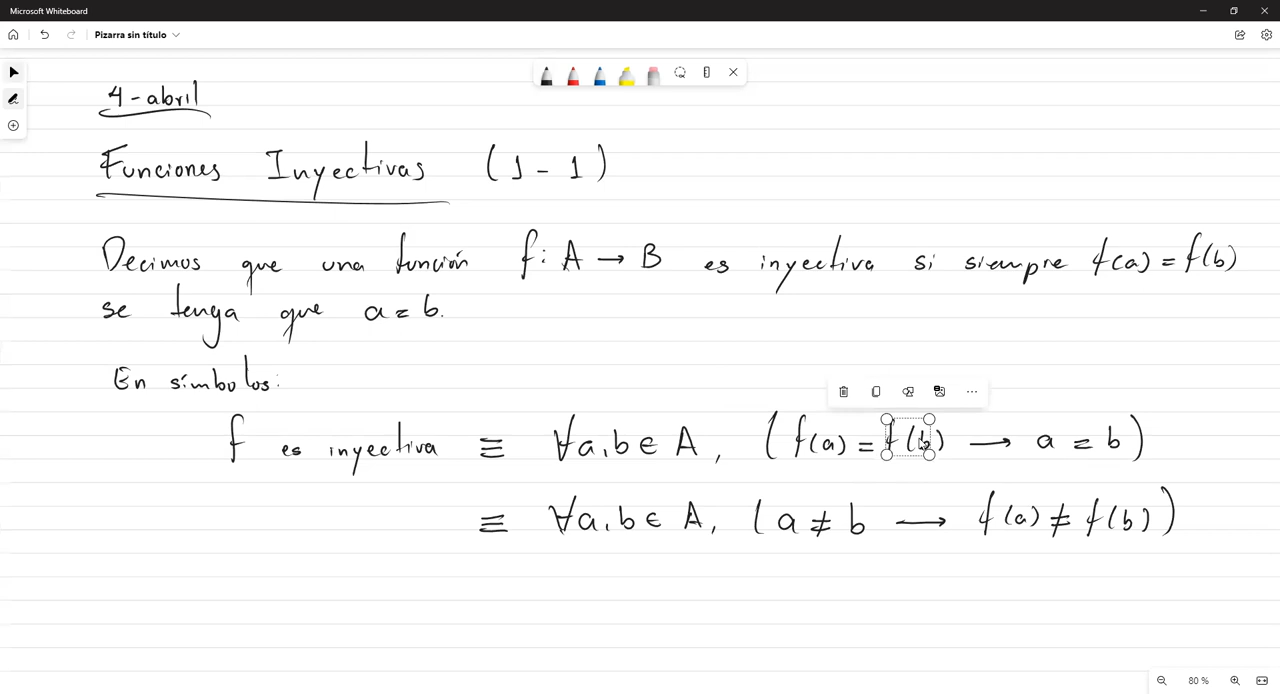 Microsoft Whiteboard
Pizarra sin título
4-abril
Funciones Inyectivas (1-1)
Decimos que una función f: A → B es inyectiva si siempre f(a) = f(b)
se tenga que a = b.
En símbolos:
f es inyectiva ≡ ∀a,b ∈ A, (f(a) = f(b) → a = b)
≡ ∀a,b ∈ A, (a ≠ b → f(a) ≠ f(b))
80 %